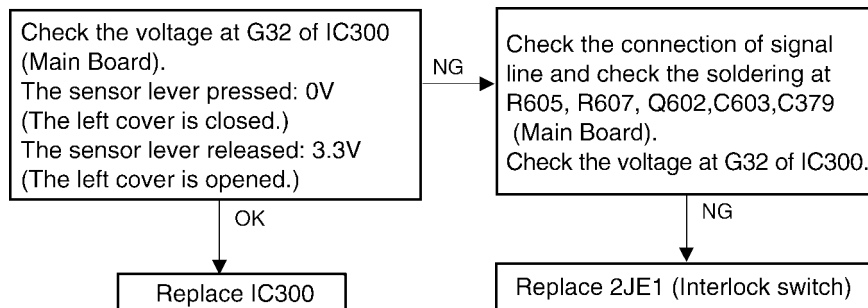 Check the voltage at G32 of IC300
(Main Board).
The sensor lever pressed: 0V
(The left cover is closed.)
The sensor lever released: 3.3V
(The left cover is opened.)
NG
Check the connection of signal
line and check the soldering at
R605, R607, Q602,C603,C379
(Main Board).
Check the voltage at G32 of IC300.
OK
NG
Replace IC300
Replace 2JE1 (Interlock switch)